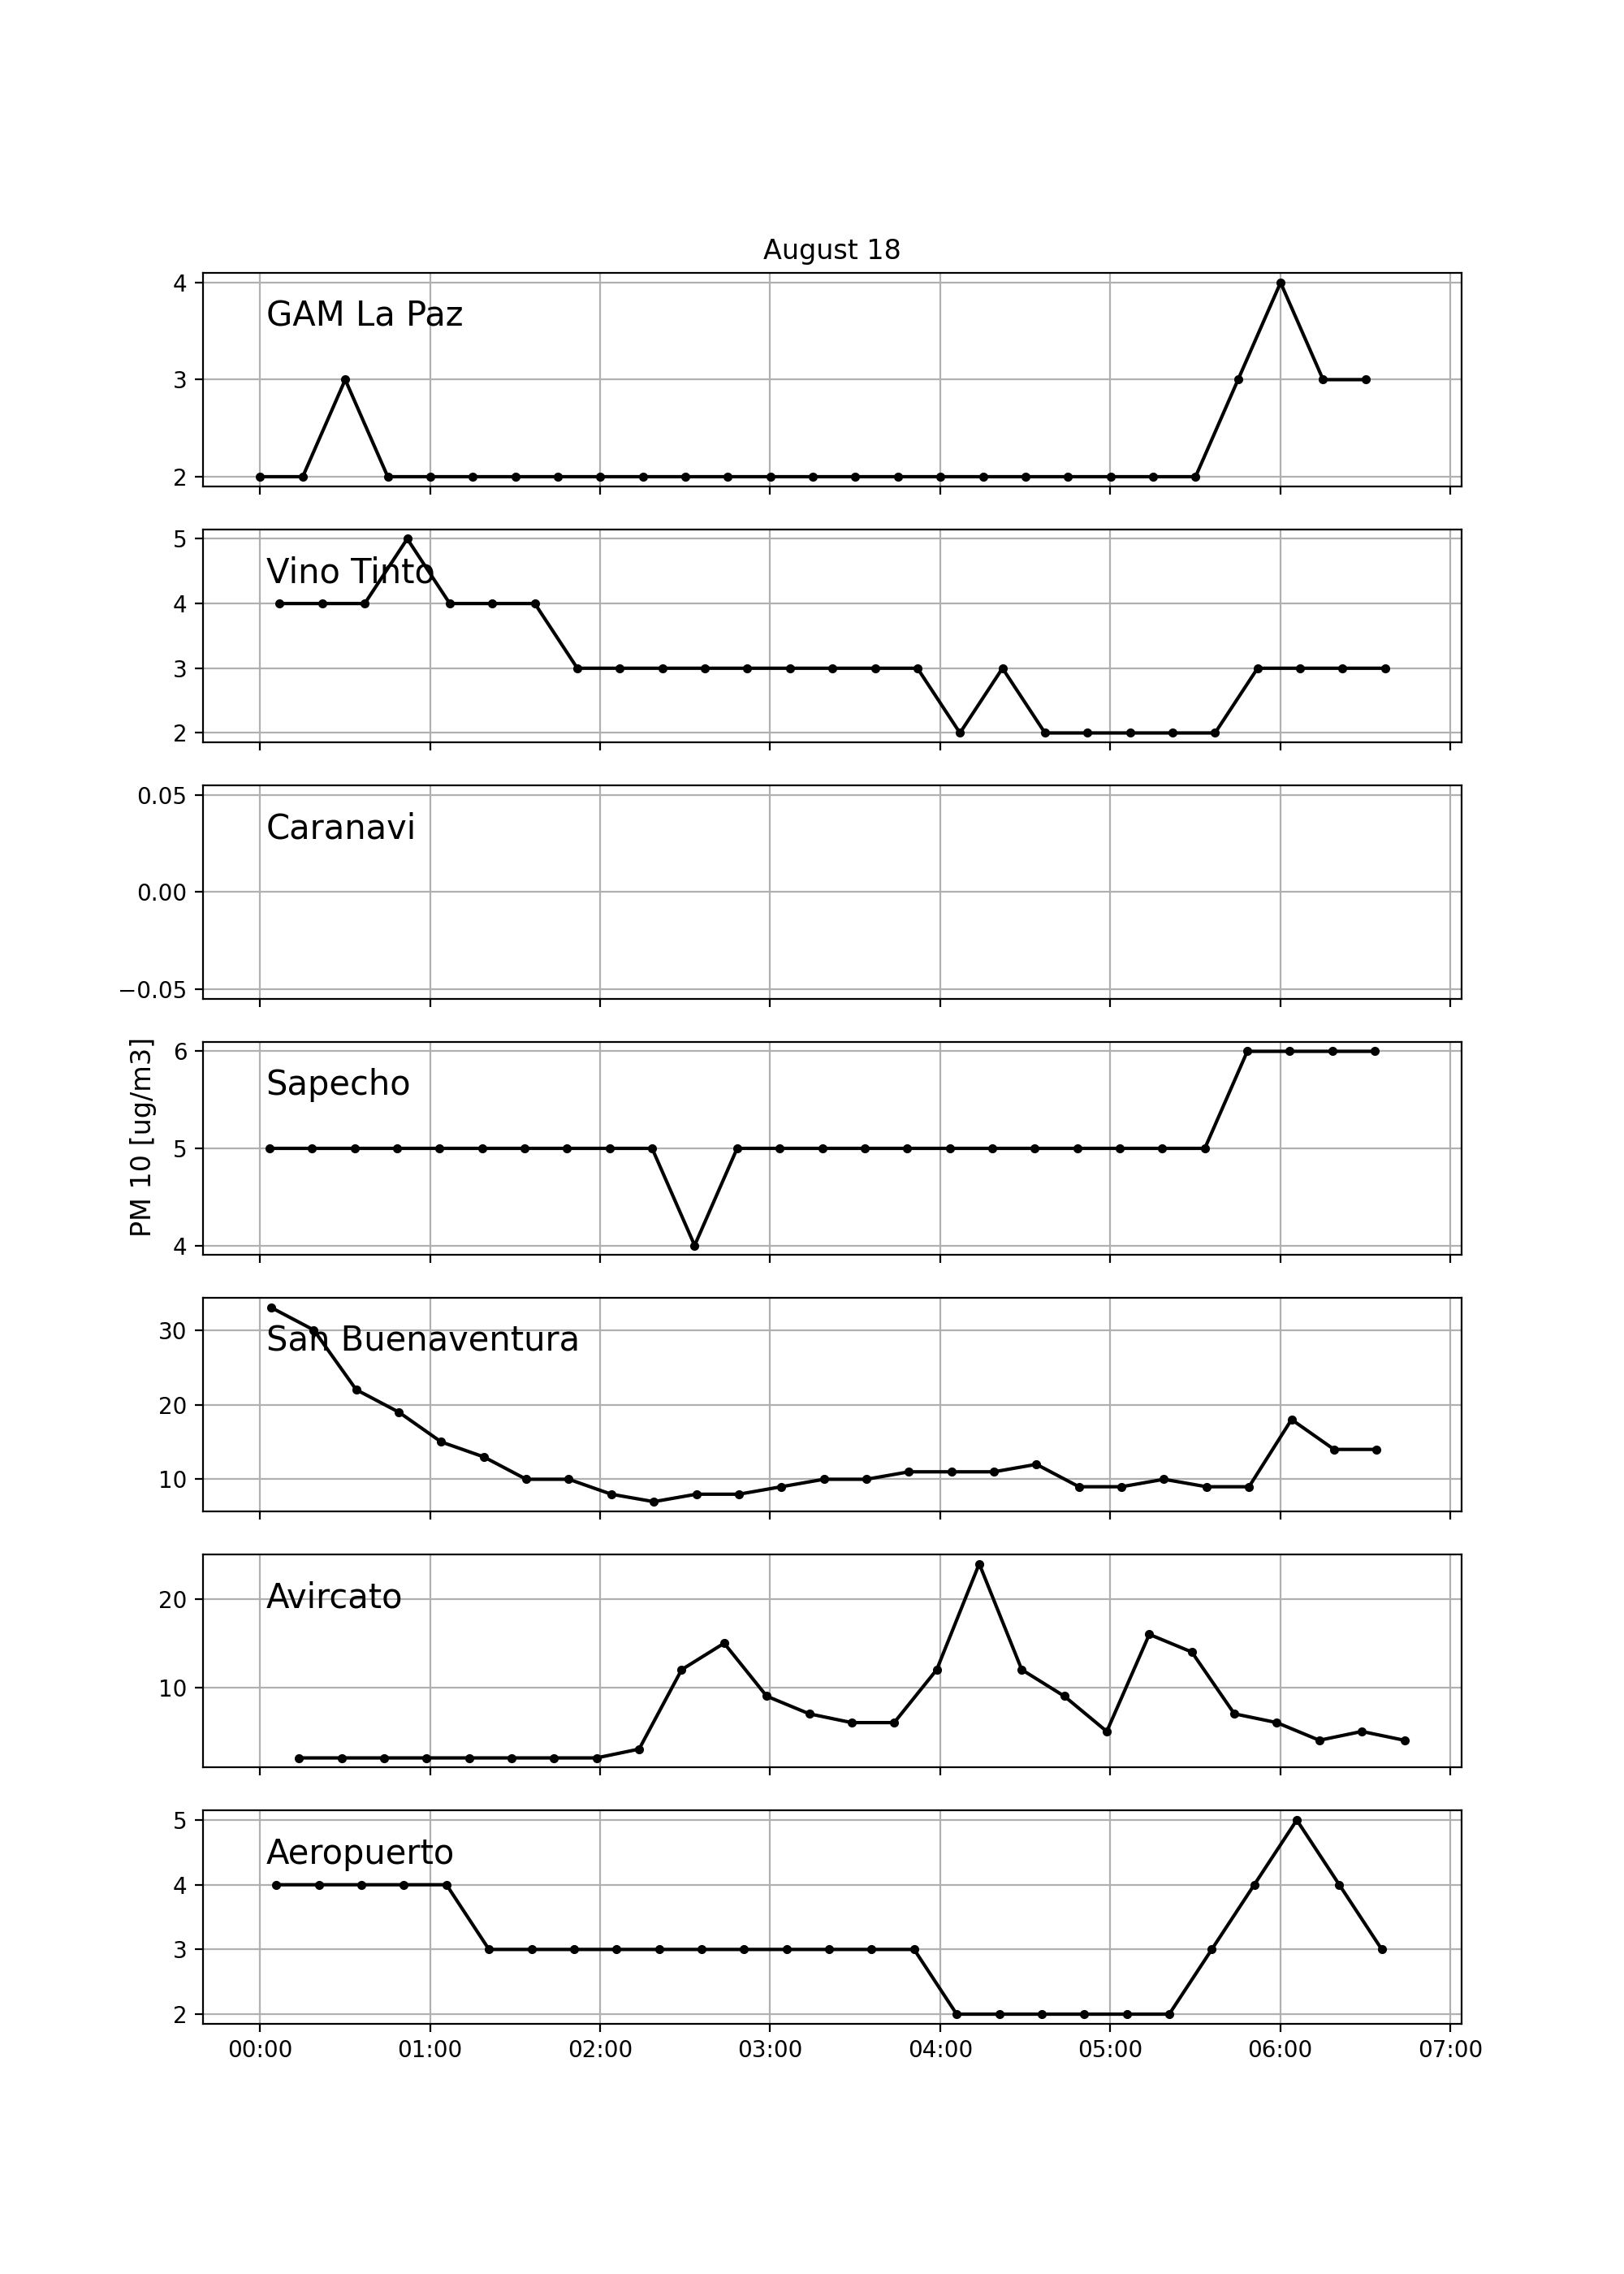 August 18
4
GAM La Paz
3
2
5
Vino Tinto
4
3
2
0.05
Caranavi
0.00
−0.05
PM 10 [ug/m3]
6
Sapecho
5
4
30
San Buenaventura
20
10
20
Avircato
10
5
Aeropuerto
4
3
2
00:00 01:00 02:00 03:00 04:00 05:00 06:00 07:00